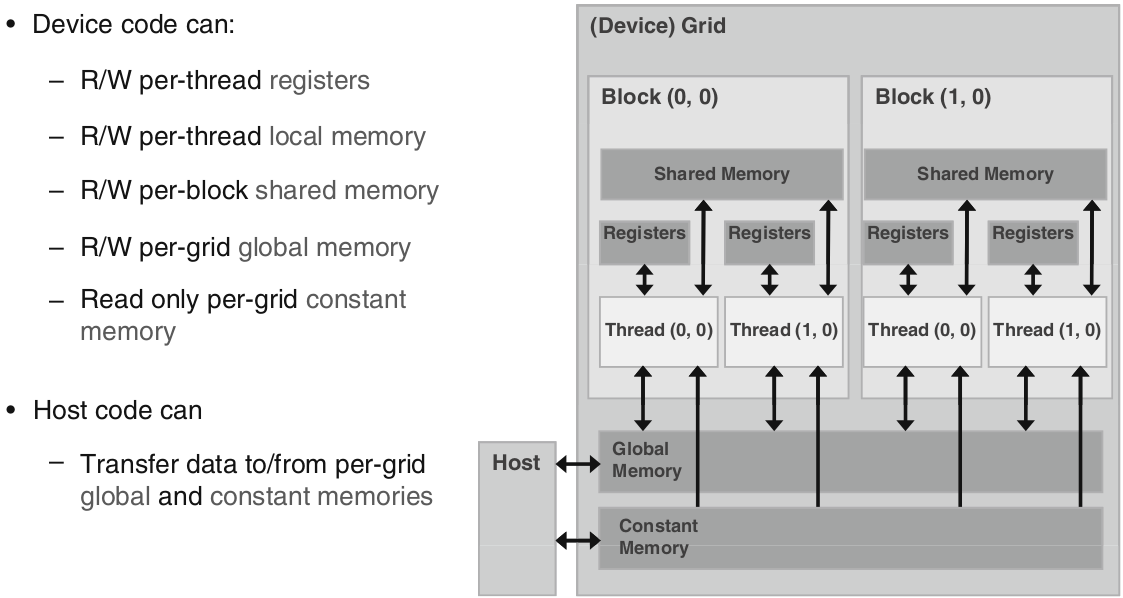 • Device code can:
– R/W per-thread registers
– R/W per-thread local memory
– R/W per-block shared memory
– R/W per-grid global memory
– Read only per-grid constant
memory
• Host code can
– Transfer data to/from per-grid
global and constant memories
(Device) Grid
Block (0, 0)
Shared Memory
Registers
Registers
Thread (0, 0)
Thread (1, 0)
Block (1, 0)
Shared Memory
Registers
Registers
Thread (0, 0)
Thread (1, 0)
Host
Global
Memory
Constant
Memory